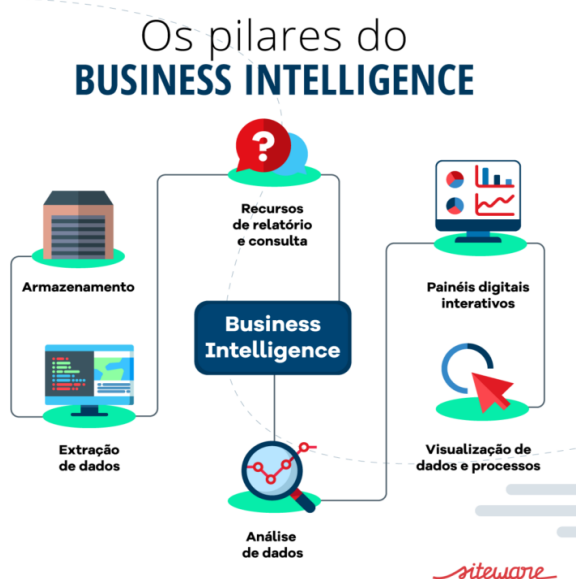 Os pilares do
BUSINESS INTELLIGENCE
?
Recursos
de relatório
e consulta
Armazenamento
Painéis digitais
interativos
Business
Intelligence
Extração
de dados
Visualização de
dados e processos
Análise
de dados
siteware